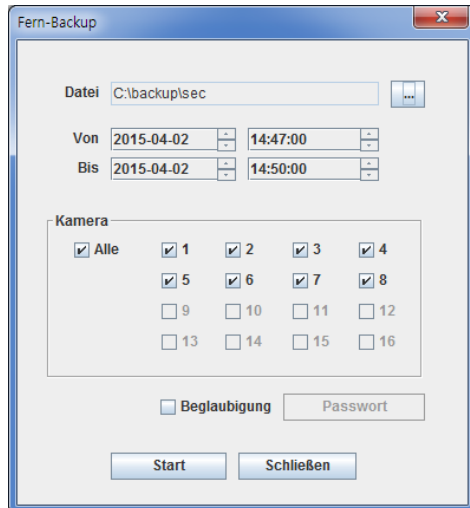 Fern-Backup
Datei C:\backup\sec ...
Von 2015-04-02 14:47:00
Bis 2015-04-02 14:50:00
Kamera
Alle 1 2 3 4
5 6 7 8
9 10 11 12
13 14 15 16
Beglaubigung Passwort
Start Schließen